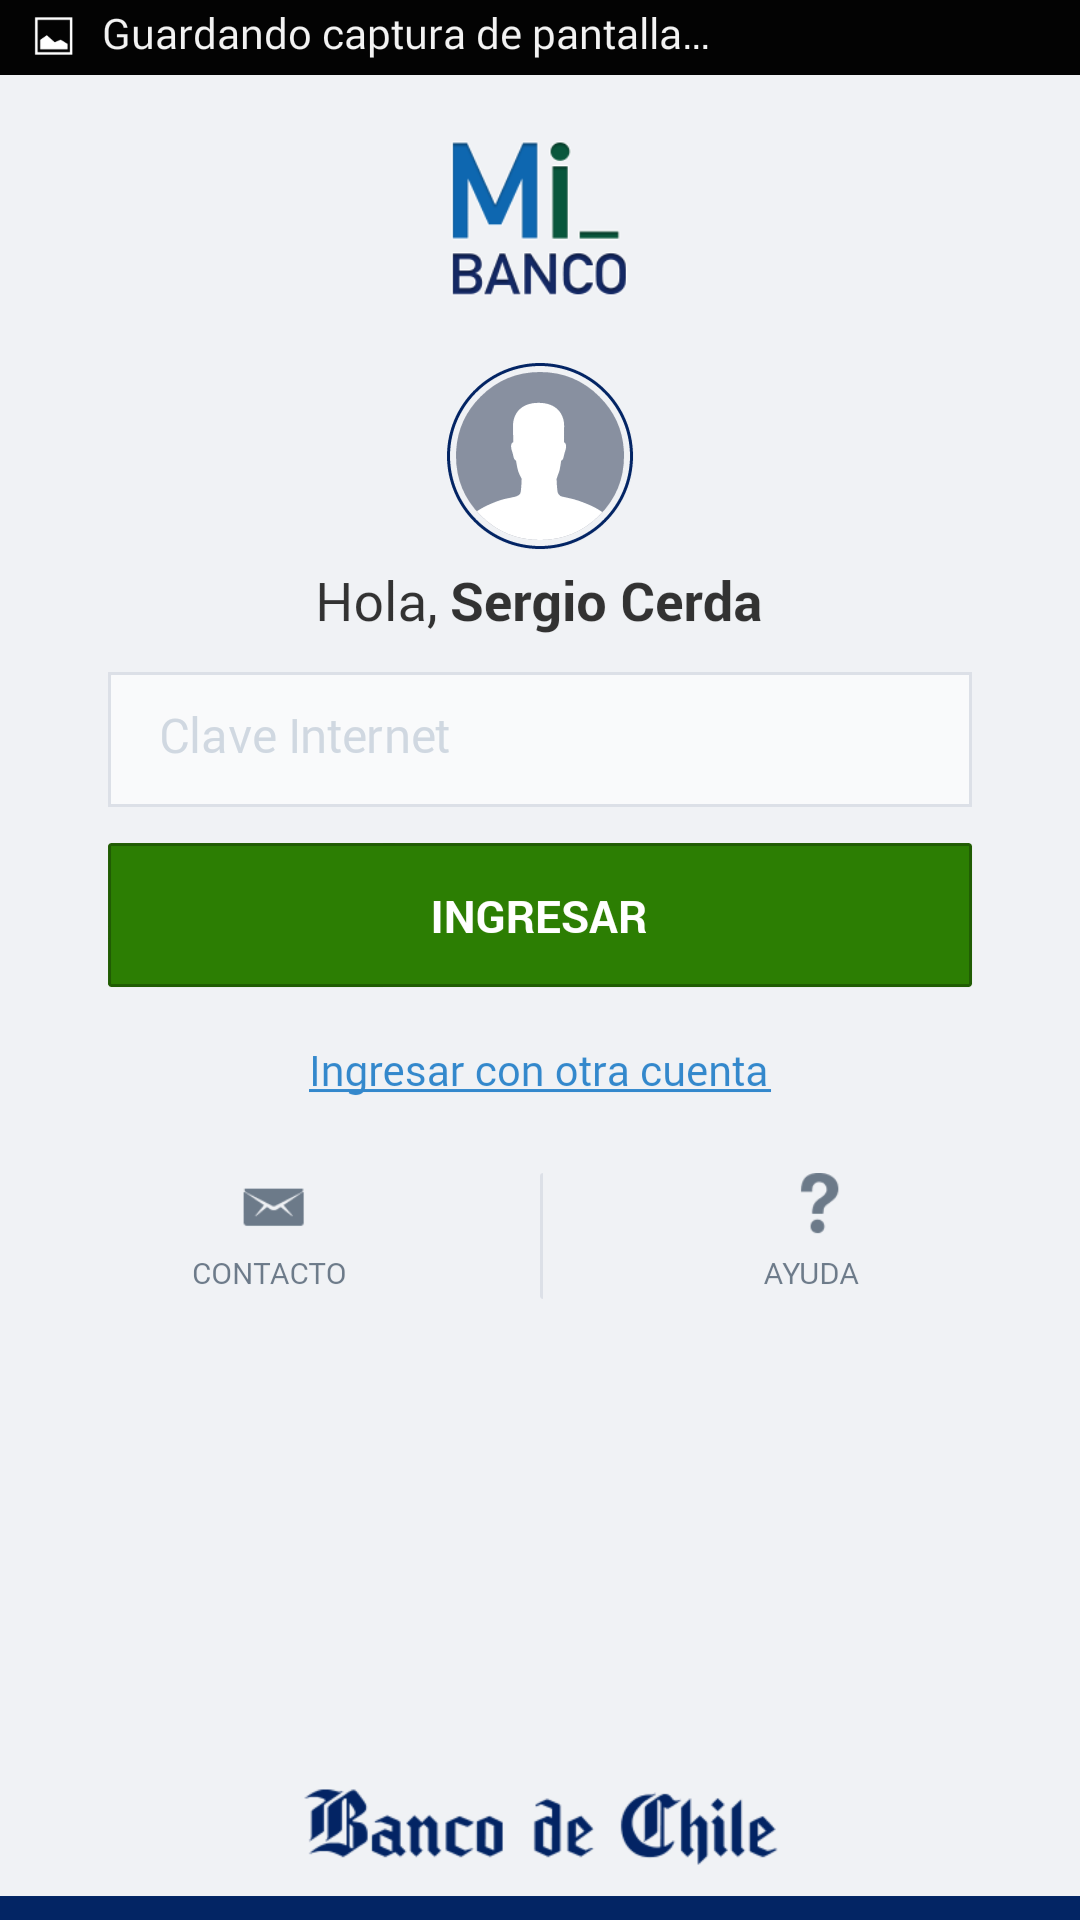 Guardando captura de pantalla...
Mi_
BANCO
Hola, Sergio Cerda
Clave Internet
INGRESAR
Ingresar con otra cuenta
CONTACTO
AYUDA
Banco de Chile